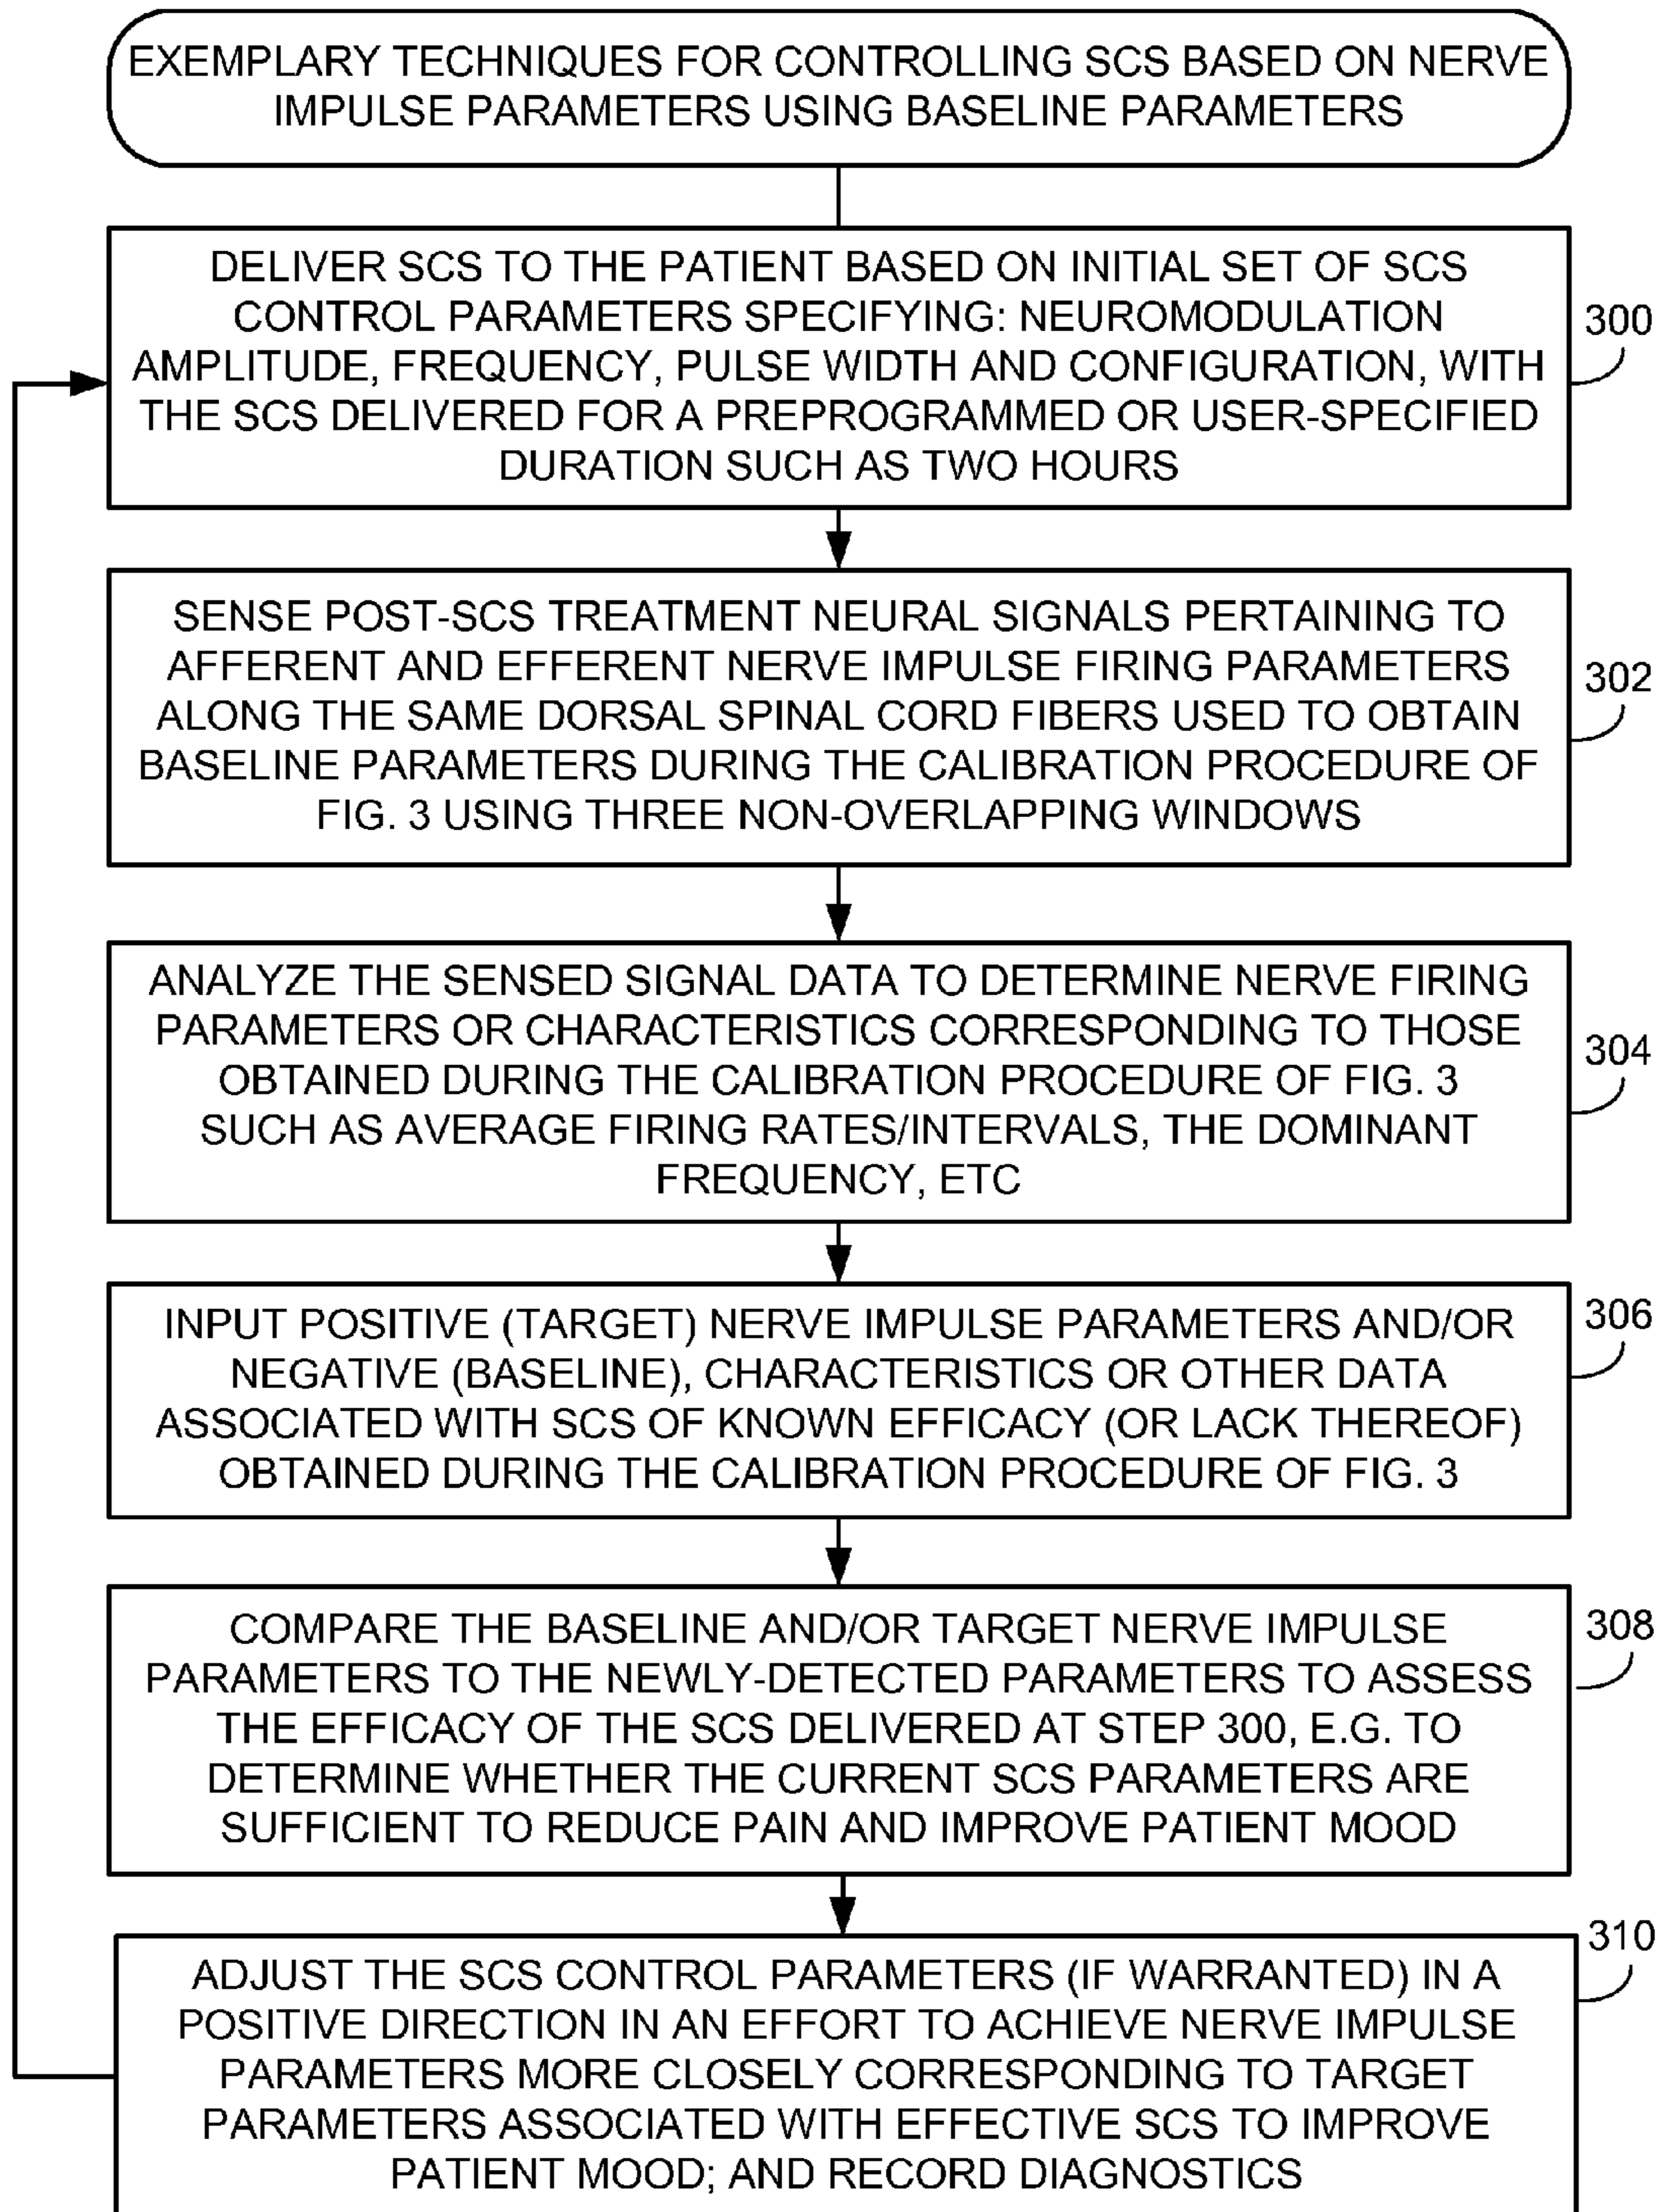 EXEMPLARY TECHNIQUES FOR CONTROLLING SCS BASED ON NERVE
IMPULSE PARAMETERS USING BASELINE PARAMETERS
DELIVER SCS TO THE PATIENT BASED ON INITIAL SET OF SCS
CONTROL PARAMETERS SPECIFYING: NEUROMODULATION
AMPLITUDE, FREQUENCY, PULSE WIDTH AND CONFIGURATION, WITH
THE SCS DELIVERED FOR A PREPROGRAMMED OR USER-SPECIFIED
DURATION SUCH AS TWO HOURS
300
SENSE POST-SCS TREATMENT NEURAL SIGNALS PERTAINING TO
AFFERENT AND EFFERENT NERVE IMPULSE FIRING PARAMETERS
ALONG THE SAME DORSAL SPINAL CORD FIBERS USED TO OBTAIN
BASELINE PARAMETERS DURING THE CALIBRATION PROCEDURE OF
FIG. 3 USING THREE NON-OVERLAPPING WINDOWS
302
ANALYZE THE SENSED SIGNAL DATA TO DETERMINE NERVE FIRING
PARAMETERS OR CHARACTERISTICS CORRESPONDING TO THOSE
OBTAINED DURING THE CALIBRATION PROCEDURE OF FIG. 3
SUCH AS AVERAGE FIRING RATES/INTERVALS, THE DOMINANT
FREQUENCY, ETC
304
INPUT POSITIVE (TARGET) NERVE IMPULSE PARAMETERS AND/OR
NEGATIVE (BASELINE), CHARACTERISTICS OR OTHER DATA
ASSOCIATED WITH SCS OF KNOWN EFFICACY (OR LACK THEREOF)
OBTAINED DURING THE CALIBRATION PROCEDURE OF FIG. 3
306
COMPARE THE BASELINE AND/OR TARGET NERVE IMPULSE
PARAMETERS TO THE NEWLY-DETECTED PARAMETERS TO ASSESS
THE EFFICACY OF THE SCS DELIVERED AT STEP 300, E.G. TO
DETERMINE WHETHER THE CURRENT SCS PARAMETERS ARE
SUFFICIENT TO REDUCE PAIN AND IMPROVE PATIENT MOOD
308
ADJUST THE SCS CONTROL PARAMETERS (IF WARRANTED) IN A
POSITIVE DIRECTION IN AN EFFORT TO ACHIEVE NERVE IMPULSE
PARAMETERS MORE CLOSELY CORRESPONDING TO TARGET
PARAMETERS ASSOCIATED WITH EFFECTIVE SCS TO IMPROVE
PATIENT MOOD; AND RECORD DIAGNOSTICS
310